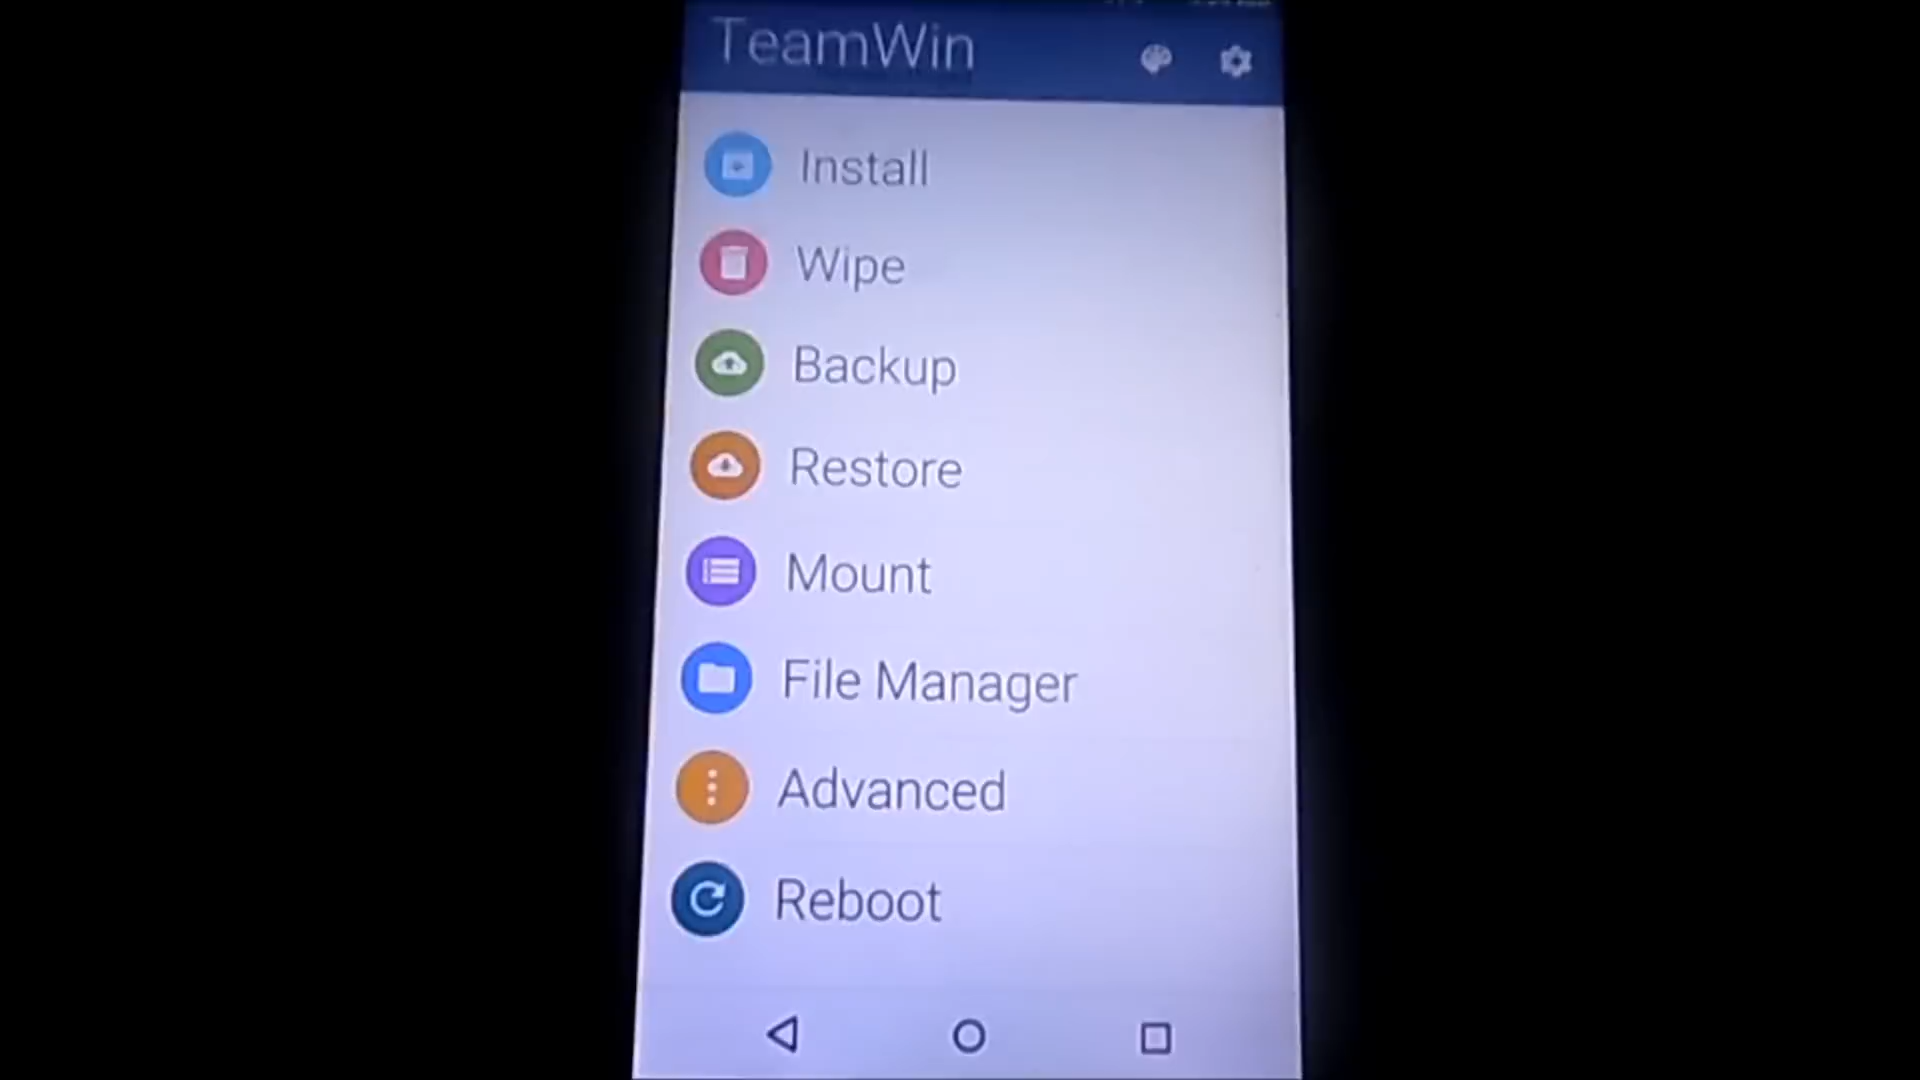 TeamWin
Install
Wipe
Backup
Restore
Mount
File Manager
Advanced
Reboot